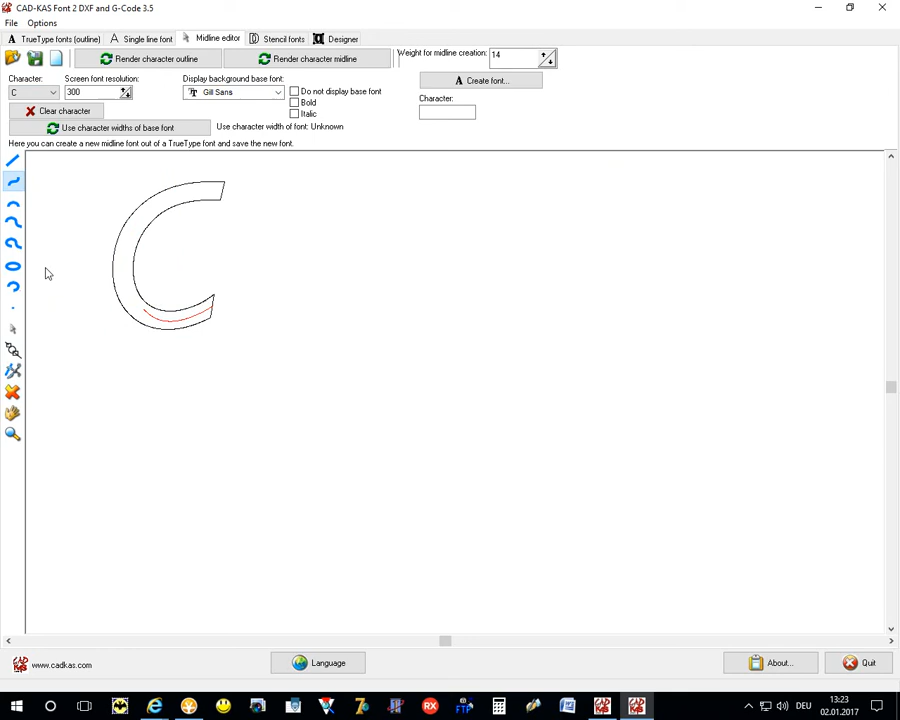 CAD-KAS Font 2 DXF and G-Code 3.5
File Options
TrueType fonts (outline) Single line font Midline editor Stencil fonts Designer
Render character outline Render character midline Weight for midline creation: 14
Character: Screen font resolution: Display background base font: Create font...
C 300 Gill Sans Do not display base font
Bold Character:
Clear character Italic
Use character widths of base font Use character width of font: Unknown
Here you can create a new midline font out of a TrueType font and save the new font.
www.cadkas.com Language About... Quit
DEU 13:23
02.01.2017